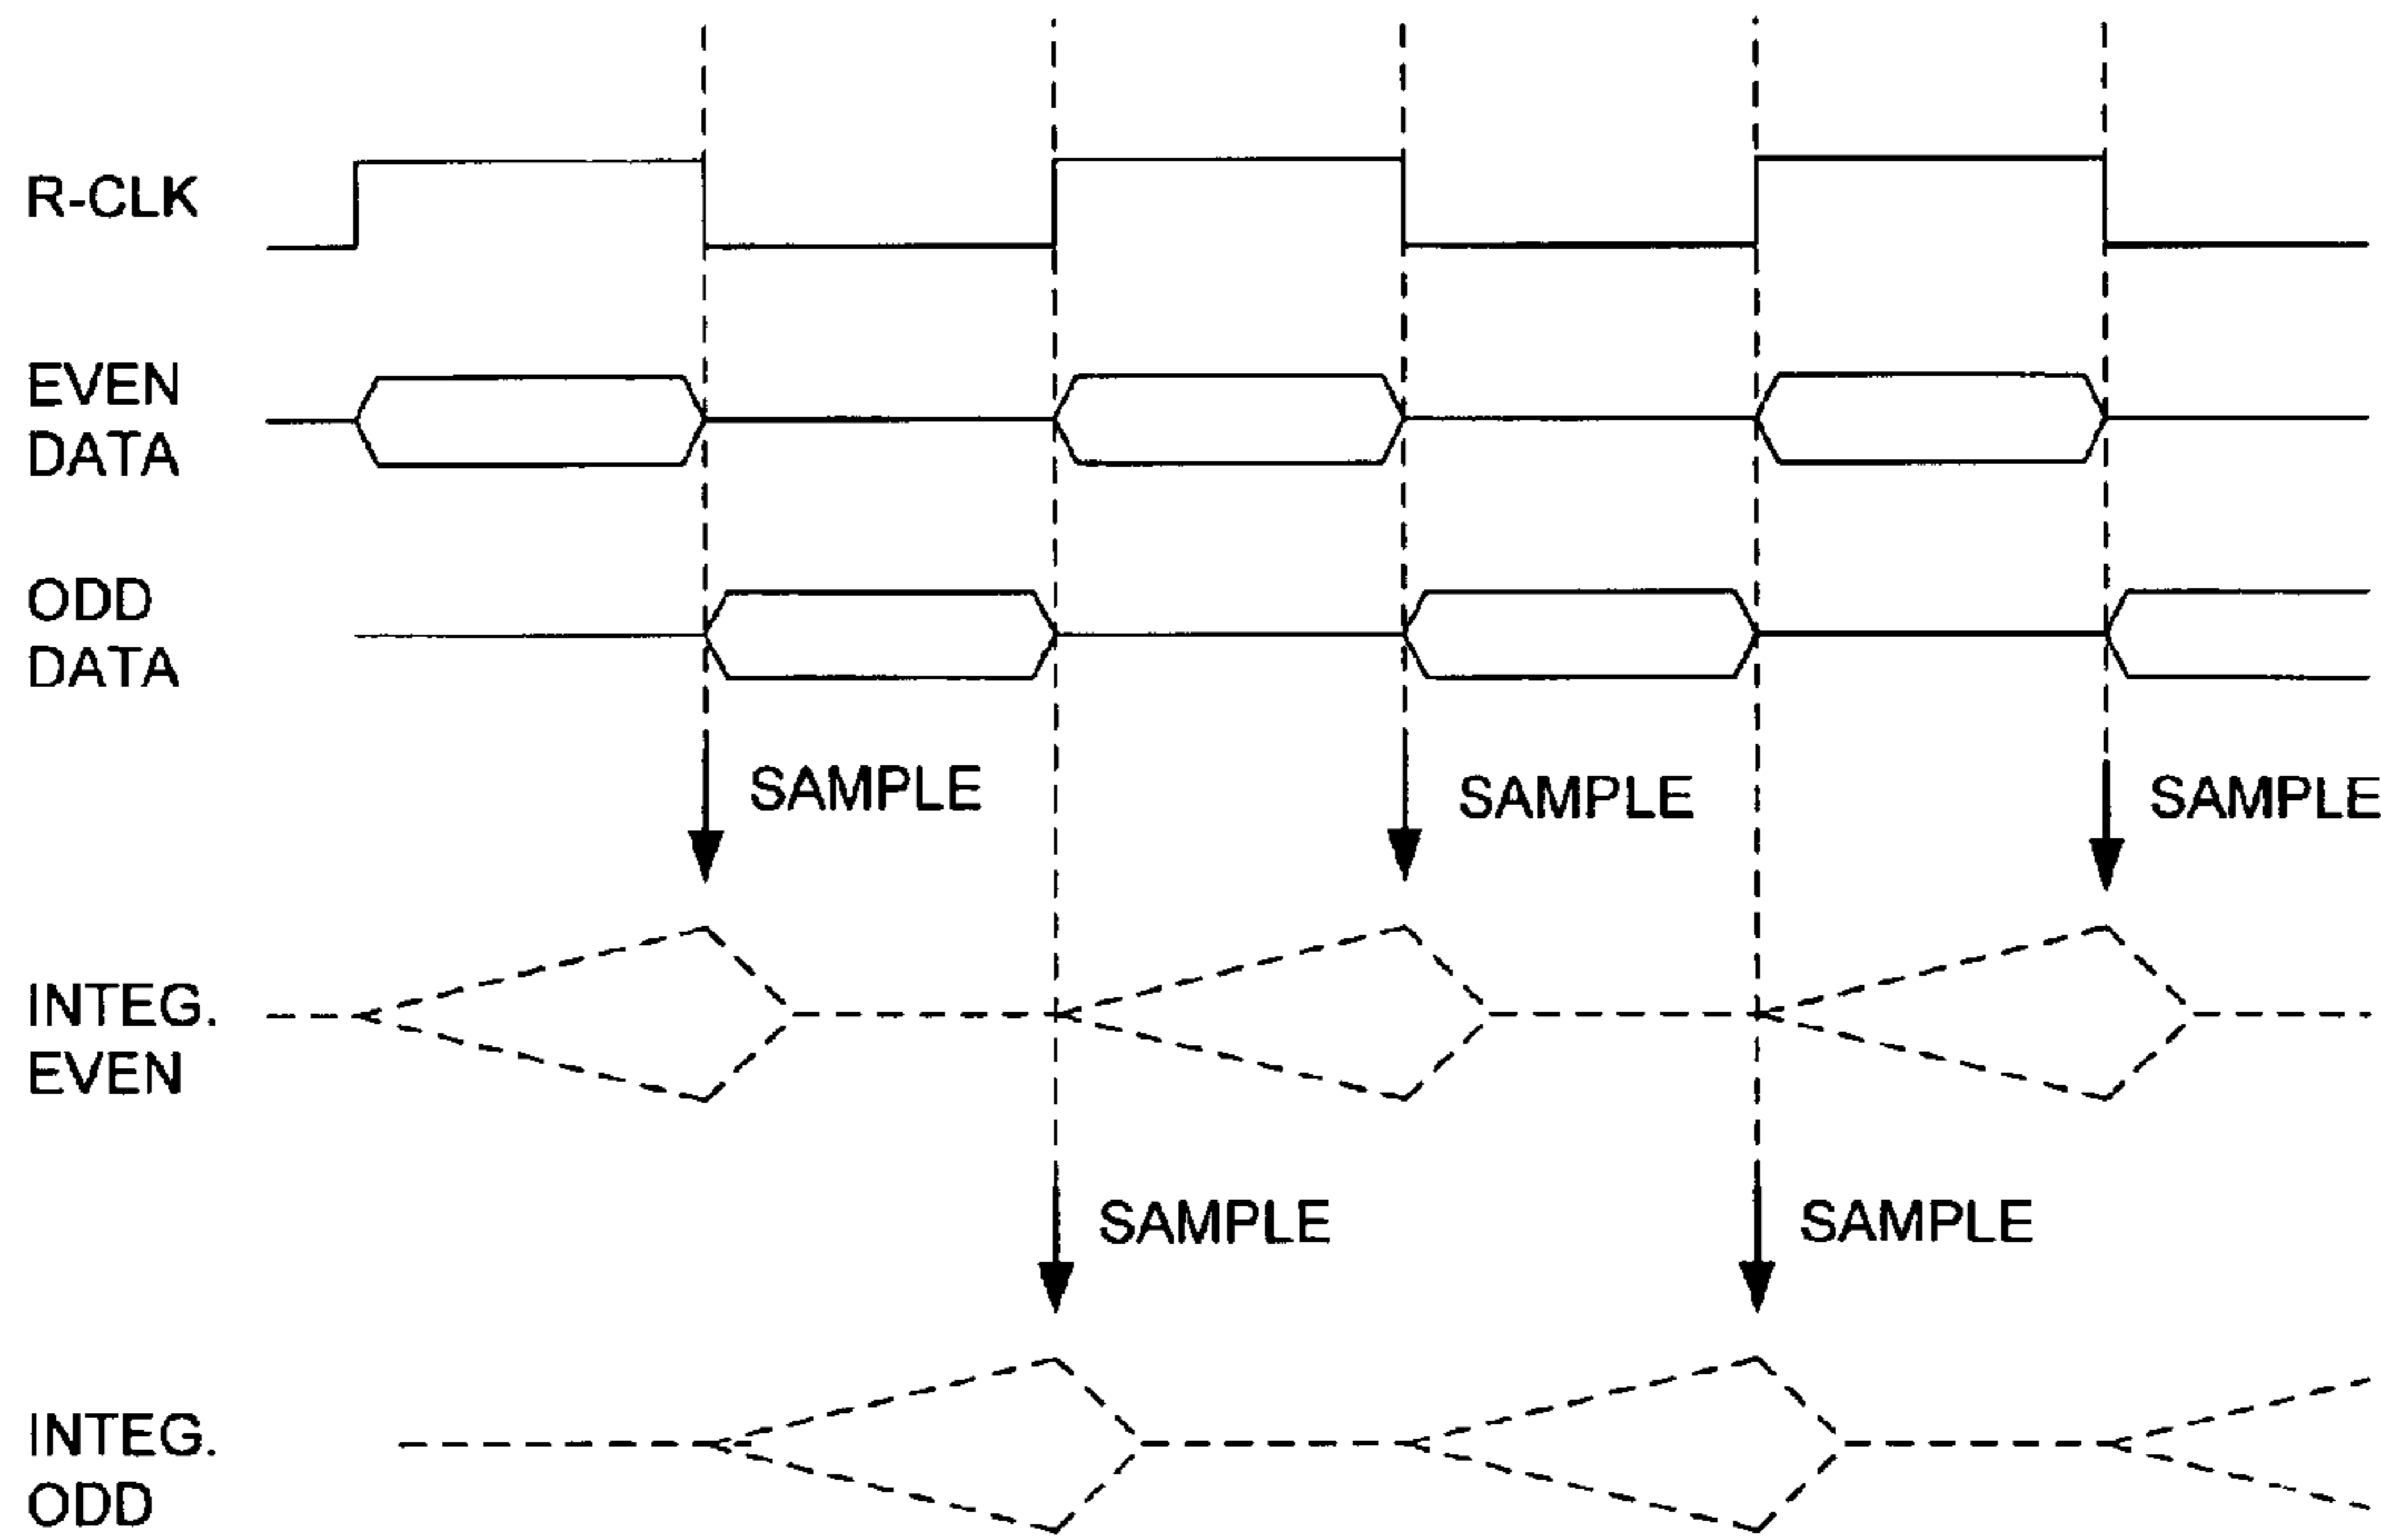 R-CLK
EVEN
DATA
ODD
DATA
SAMPLE
SAMPLE
SAMPLE
INTEG.
EVEN
SAMPLE
SAMPLE
INTEG.
ODD